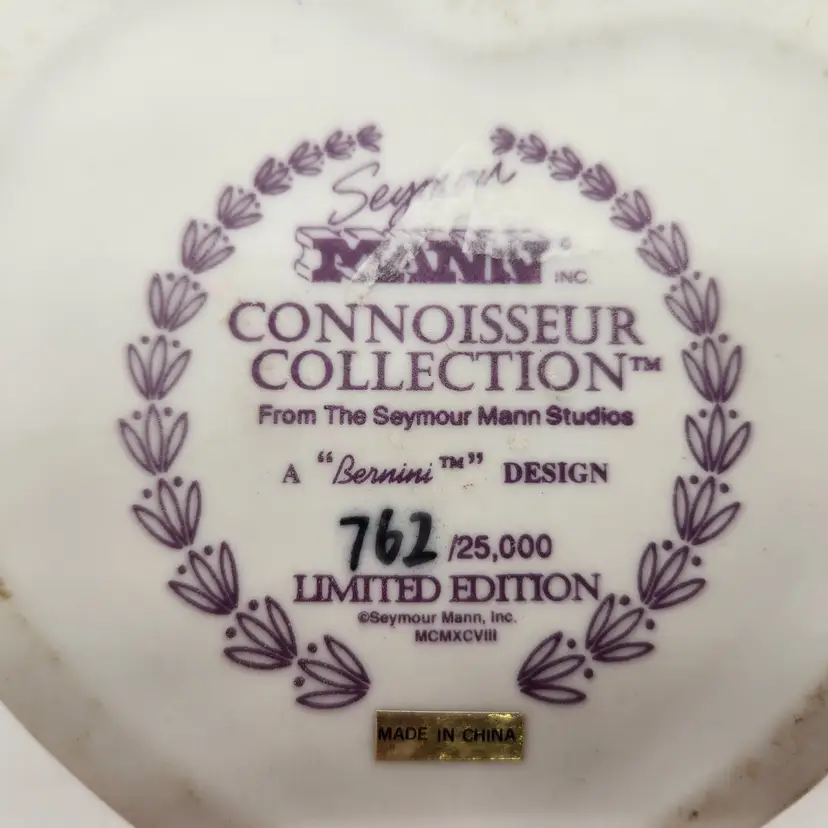 Seymour
MANN ®
INC.
CONNOISSEUR
COLLECTION™
From The Seymour Mann Studios
A “Bernini™” DESIGN
762/25,000
LIMITED EDITION
©Seymour Mann, Inc.
MCMXCVIII
MADE IN CHINA